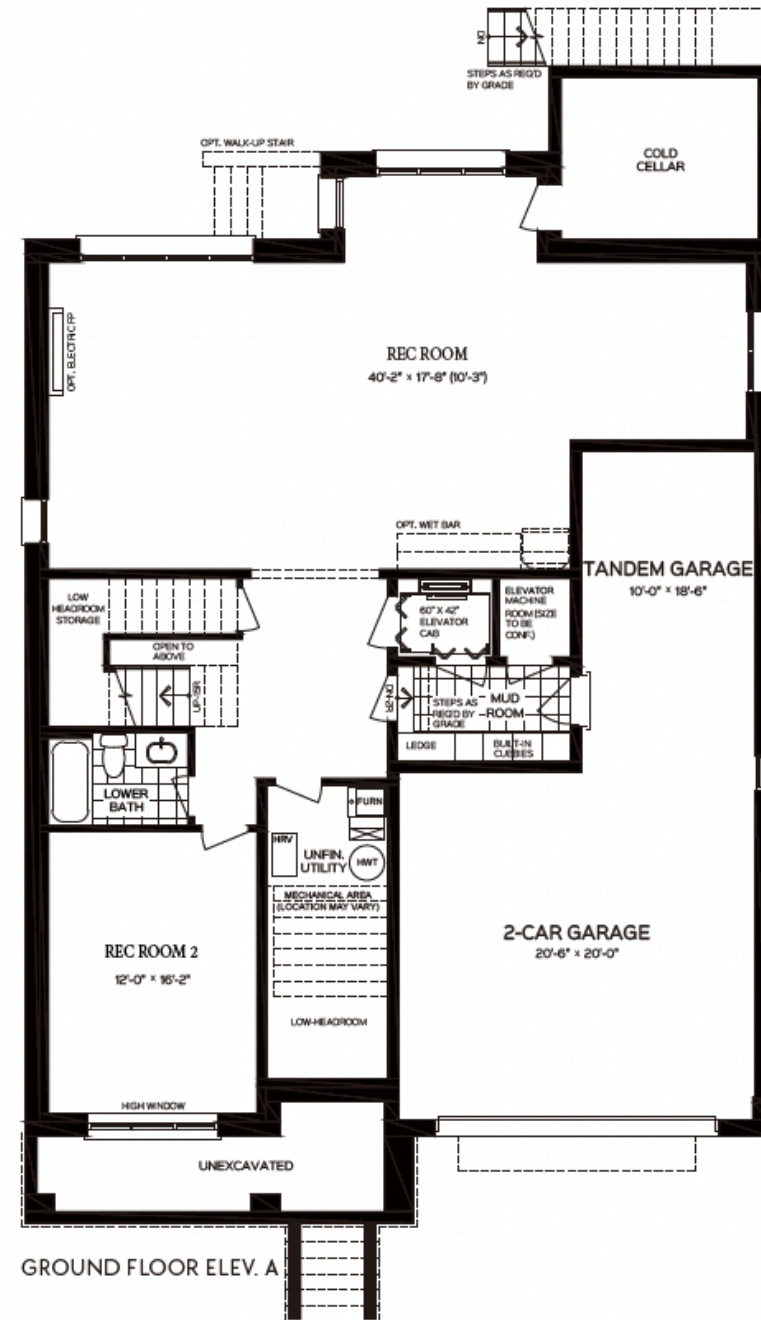 DN
STEPS AS REQ'D
BY GRADE
OPT. WALK-UP STAIR
COLD
CELLAR
OPT. ELECTRIC FP
REC ROOM
40'-2" × 17'-8" (10'-3")
OPT. WET BAR
TANDEM GARAGE
10'-0" × 18'-6"
LOW
HEADROOM
STORAGE
OPEN TO
ABOVE
UP-15R
60" X 42"
ELEVATOR
CAB
ELEVATOR
MACHINE
ROOM (SIZE
TO BE
CONF.)
DN-2R
STEPS AS
REQ'D BY
GRADE
MUD
ROOM
LEDGE
BUILT-IN
CUBBIES
LOWER
BATH
FURN
HRV
UNFIN.
UTILITY
HWT
MECHANICAL AREA
(LOCATION MAY VARY)
LOW-HEADROOM
REC ROOM 2
12'-0" × 16'-2"
2-CAR GARAGE
20'-6" × 20'-0"
HIGH WINDOW
UNEXCAVATED
GROUND FLOOR ELEV. A